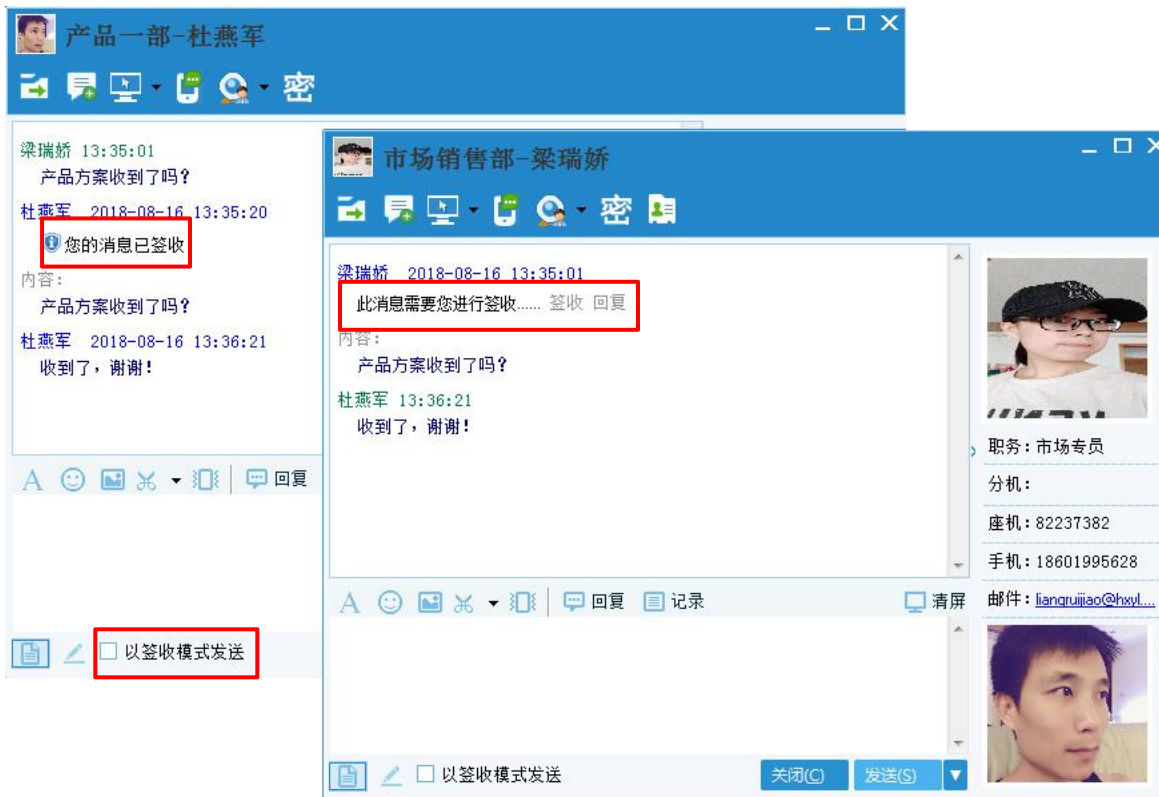 产品一部-杜燕军
密
梁瑞娇 13:35:01
产品方案收到了吗?
杜燕军 2018-08-16 13:35:20
您的消息已签收
内容:
产品方案收到了吗?
杜燕军 2018-08-16 13:36:21
收到了,谢谢!
A
回复
以签收模式发送
市场销售部-梁瑞娇
密
梁瑞娇 2018-08-16 13:35:01
此消息需要您进行签收...... 签收 回复
内容:
产品方案收到了吗?
杜燕军 13:36:21
收到了,谢谢!
A
回复 记录 清屏
以签收模式发送
关闭(C) 发送(S)
职务:市场专员
分机:
座机:82237382
手机:18601995628
邮件:liangruijiao@hxyl....